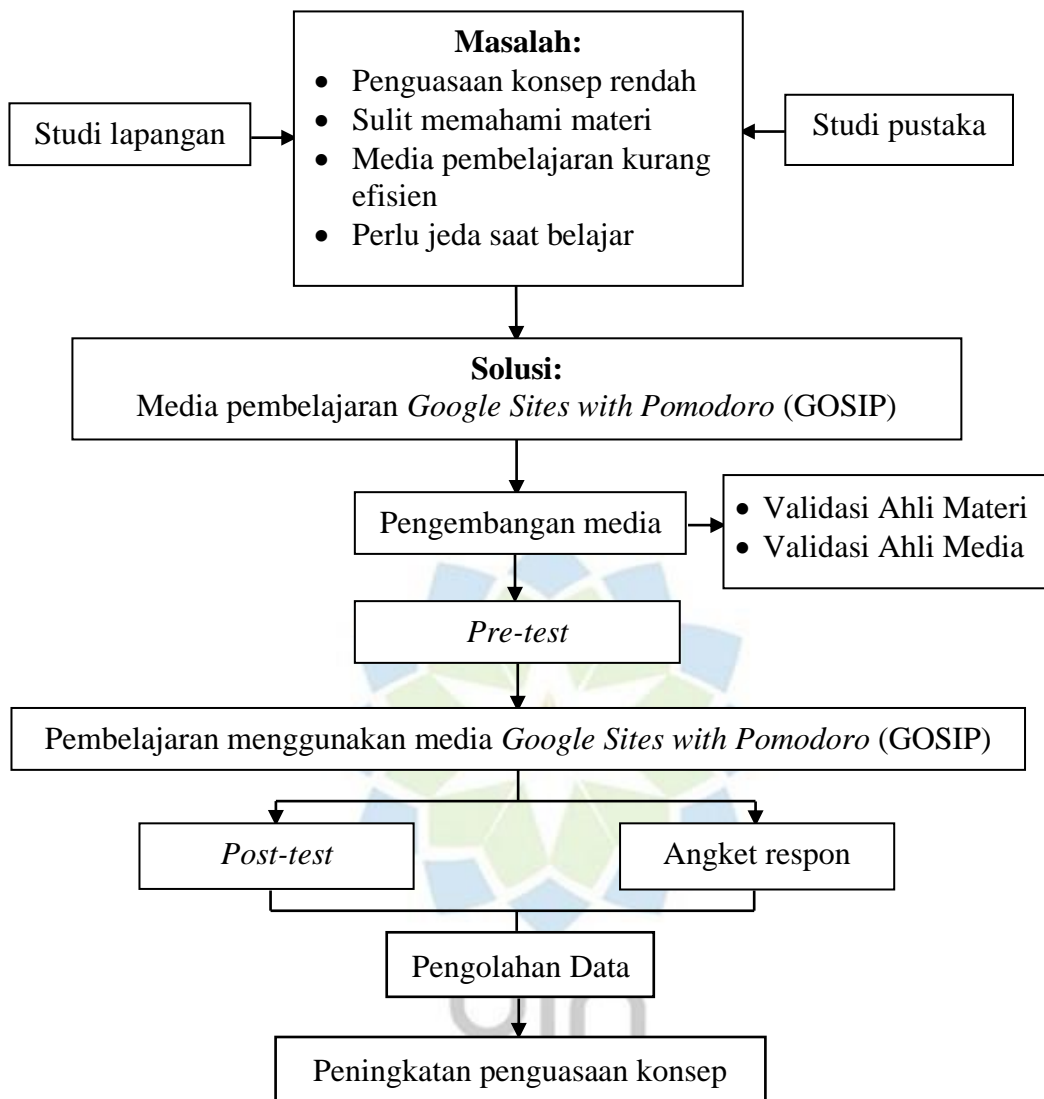 Masalah:
• Penguasaan konsep rendah
• Sulit memahami materi
• Media pembelajaran kurang
efisien
• Perlu jeda saat belajar
Studi lapangan
Studi pustaka
Solusi:
Media pembelajaran Google Sites with Pomodoro (GOSIP)
Pengembangan media
• Validasi Ahli Materi
• Validasi Ahli Media
Pre-test
Pembelajaran menggunakan media Google Sites with Pomodoro (GOSIP)
Post-test
Angket respon
Pengolahan Data
uin
Peningkatan penguasaan konsep